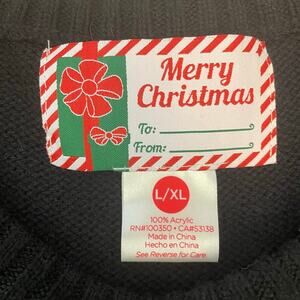 Merry
Christmas
To:
From:
L/XL
100% Acrylic
RN#100350 • CA#53138
Made in China
Hecho en China
See Reverse for Care